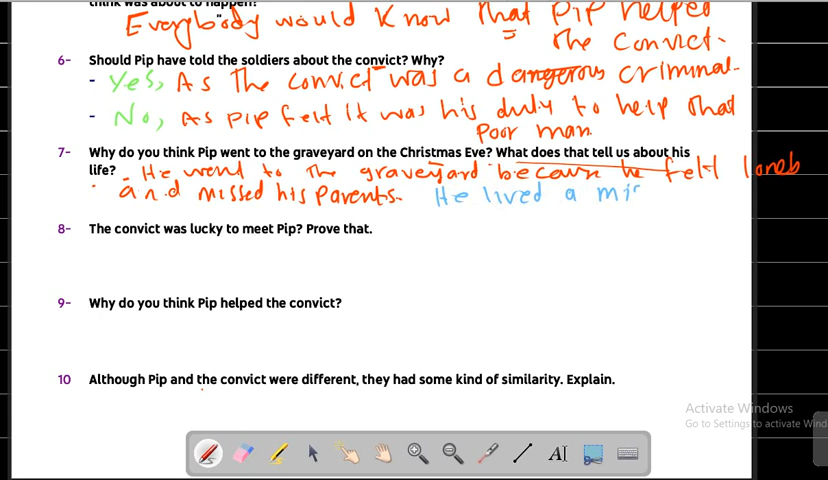 think was about to happen?
Everybody would know that pip helped
the convict.
6- Should Pip have told the soldiers about the convict? Why?
- Yes, As the convict was a dangerous criminal.
- No, As pip felt it was his duty to help that
Poor man
7- Why do you think Pip went to the graveyard on the Christmas Eve? What does that tell us about his
life?
- He went to the graveyard because he felt lonely
and missed his parents. He lived a mi
8- The convict was lucky to meet Pip? Prove that.
9- Why do you think Pip helped the convict?
10 Although Pip and the convict were different, they had some kind of similarity. Explain.
Activate Windows
Go to Settings to activate Wind
AI